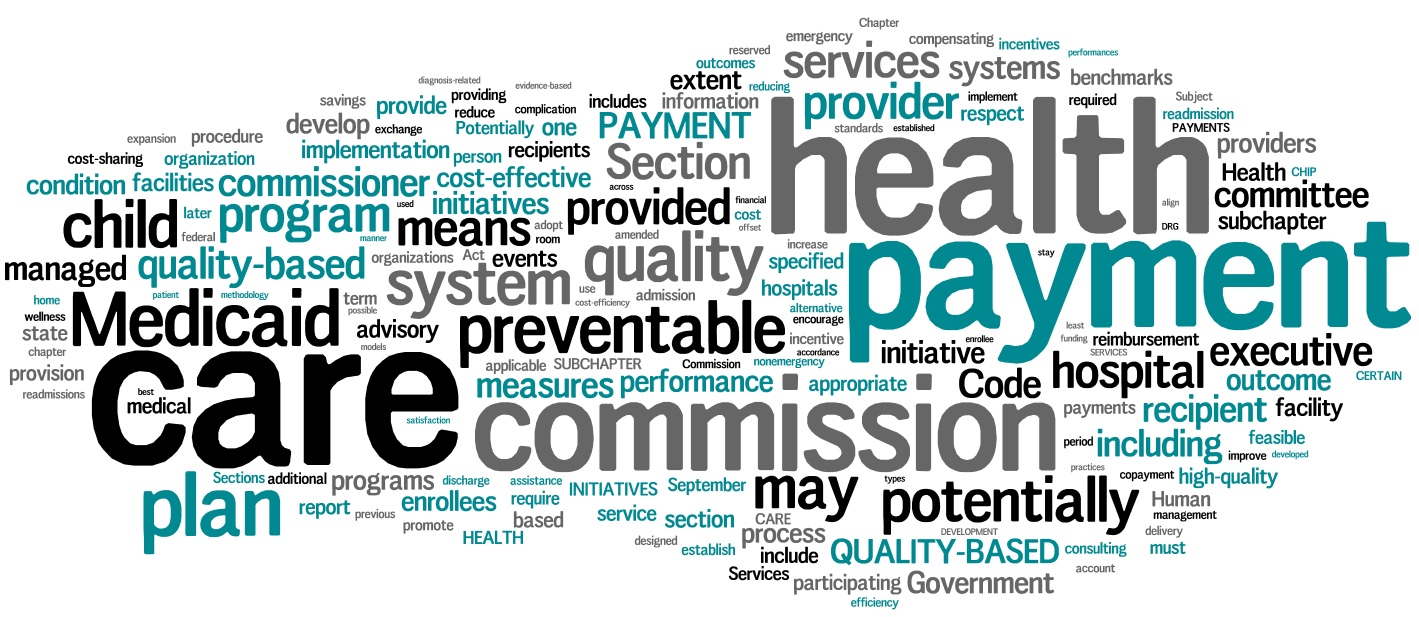 Chapter
emergency compensating incentives
reserved services systems performances
outcomes benchmarks
diagnosis-related evidence-based extent reducing
savings provide providing includes information provider implement required Subject
reduce complication respect readmission
develop exchange Potentially one PAYMENT standards established PAYMENTS
expansion procedure health providers
implementation person recipients Section
cost-sharing organization Health CHIP
condition facilities commissioner cost-effective across committee
child later program used initiatives provided financial align subchapter
cost
federal manner means adopt offset DRG
room amended
managed quality-based organizations Act events quality increase payment stay
system specified
home patient methodology term use admission hospitals
possible cost-efficiency alternative
wellness Medicaid advisory preventable encourage least
state incentive funding enrollee reimbursement
chapter models accordance initiative SERVICES executive
provision care applicable SUBCHAPTER Commission nonemergency hospital
readmissions best measures performance appropriate Code outcome CERTAIN
medical commission payments recipient facility
satisfaction period including feasible
improve developed
practices
Sections additional programs discharge assistance types copayment high-quality
plan enrollees require INITIATIVES September may potentially Human
report previous based service section management
promote CARE DEVELOPMENT delivery
HEALTH designed establish process QUALITY-BASED consulting must
include
Services participating Government account
efficiency